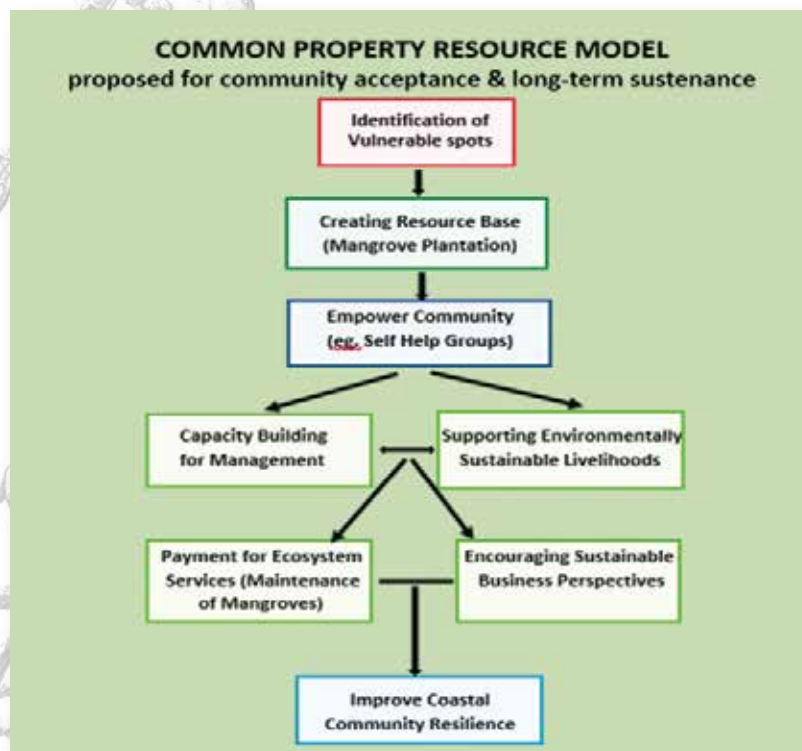 COMMON PROPERTY RESOURCE MODEL
proposed for community acceptance & long-term sustenance
Identification of
Vulnerable spots
Creating Resource Base
(Mangrove Plantation)
Empower Community
(eg. Self Help Groups)
Capacity Building
for Management
Supporting Environmentally
Sustainable Livelihoods
Payment for Ecosystem
Services (Maintenance
of Mangroves)
Encouraging Sustainable
Business Perspectives
Improve Coastal
Community Resilience